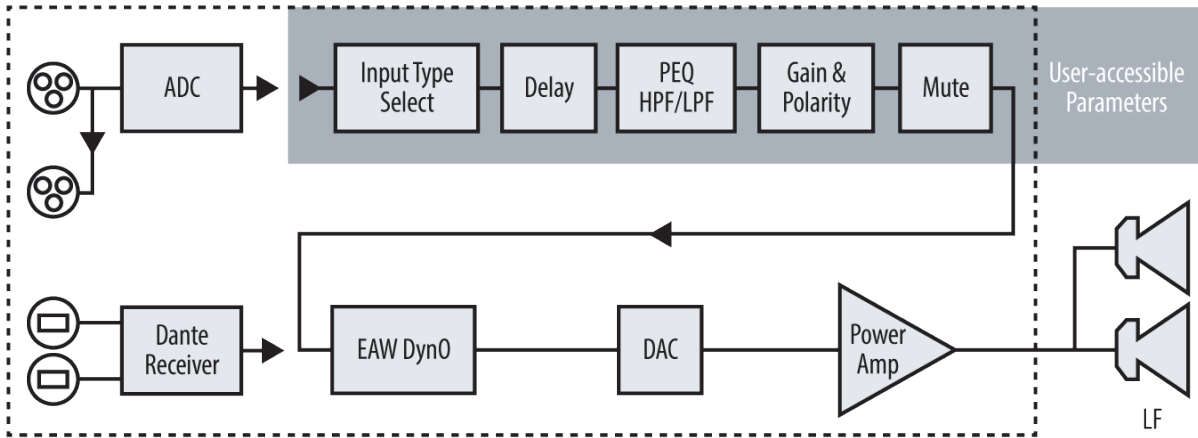 ADC
Input Type
Select
Delay
PEQ
HPF/LPF
Gain &
Polarity
Mute
User-accessible
Parameters
Dante
Receiver
EAW DynO
DAC
Power
Amp
LF